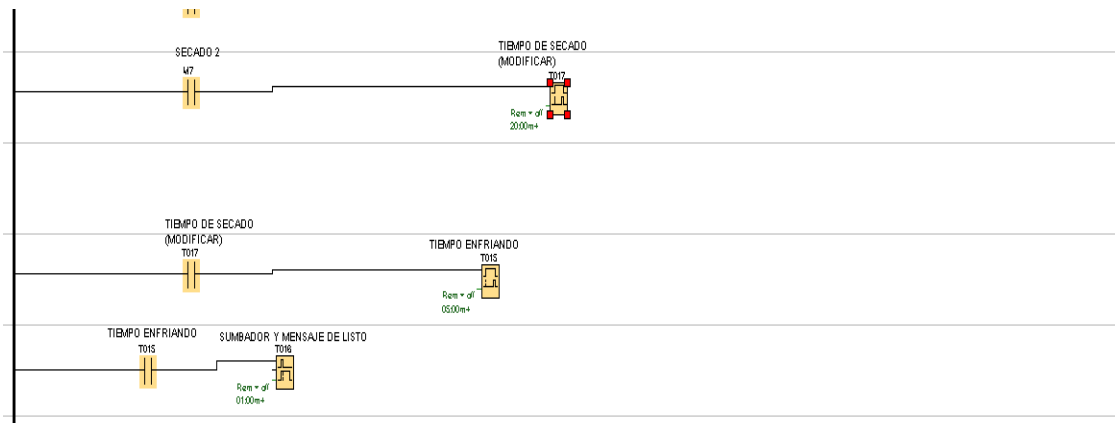 SECADO 2
M7
TIEMPO DE SECADO
(MODIFICAR)
T017
Rem = off
20:00m+
TIEMPO DE SECADO
(MODIFICAR)
T017
TIEMPO ENFRIANDO
T015
Rem = off
05:00m+
TIEMPO ENFRIANDO
T015
SUMBADOR Y MENSAJE DE LISTO
T016
Rem = off
01:00m+